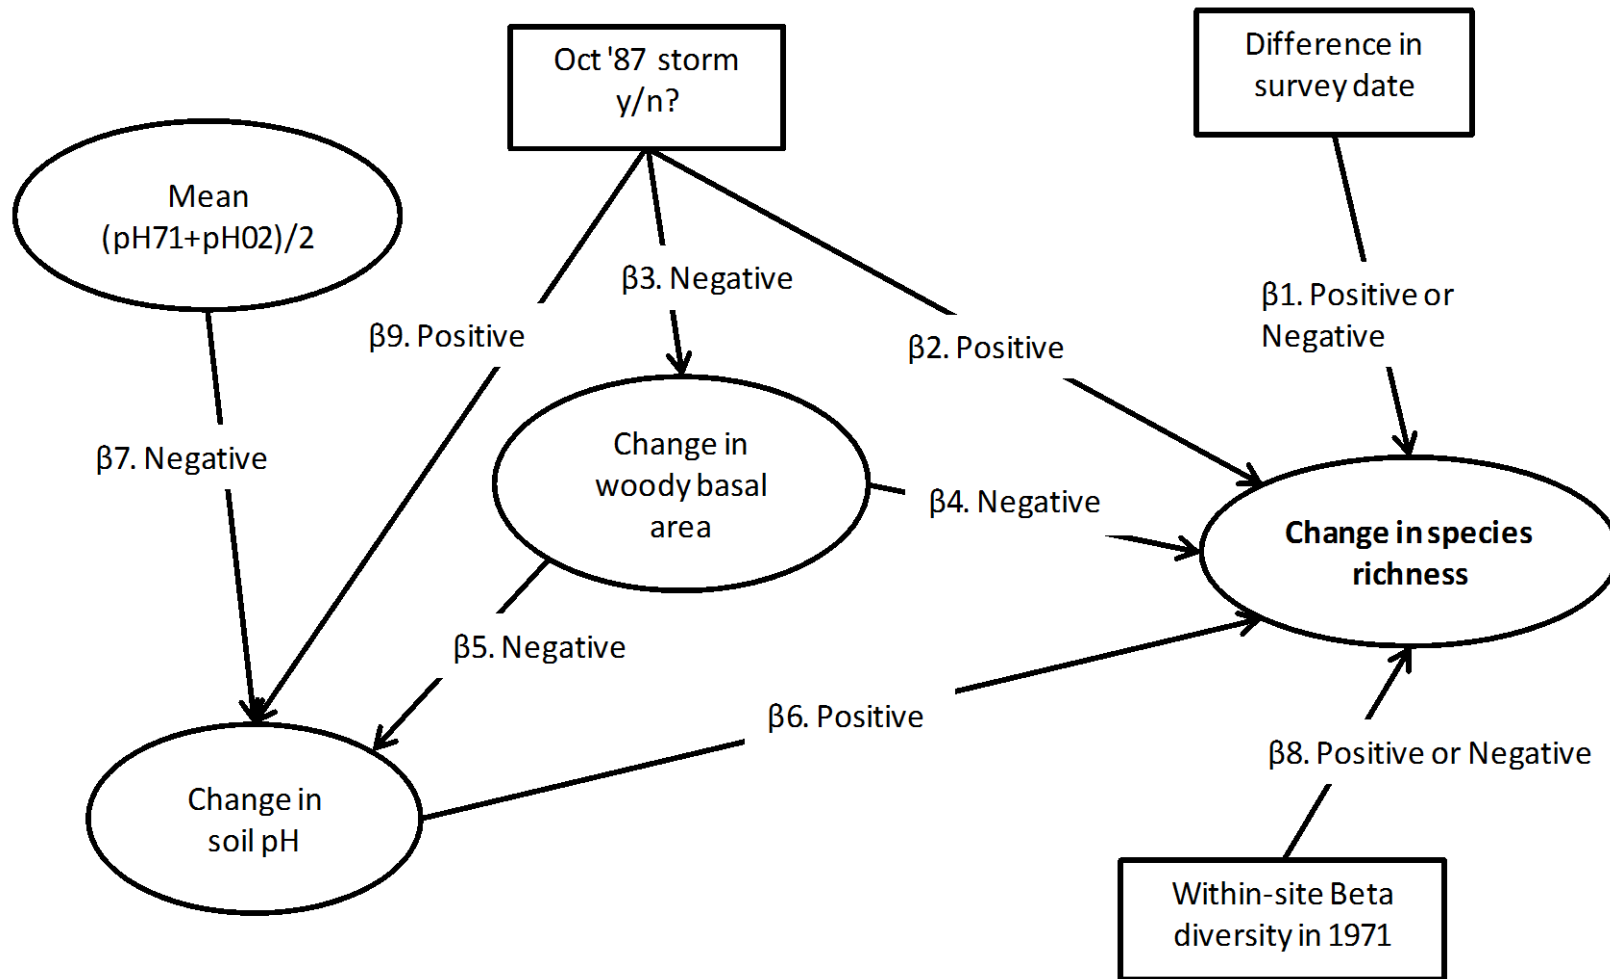 Oct '87 storm
y/n?
Difference in
survey date
Mean
(pH71+pH02)/2
β3. Negative
β1. Positive or
Negative
β9. Positive
β2. Positive
β7. Negative
Change in
woody basal
area
β4. Negative
Change in species
richness
β5. Negative
β6. Positive
β8. Positive or Negative
Change in
soil pH
Within-site Beta
diversity in 1971